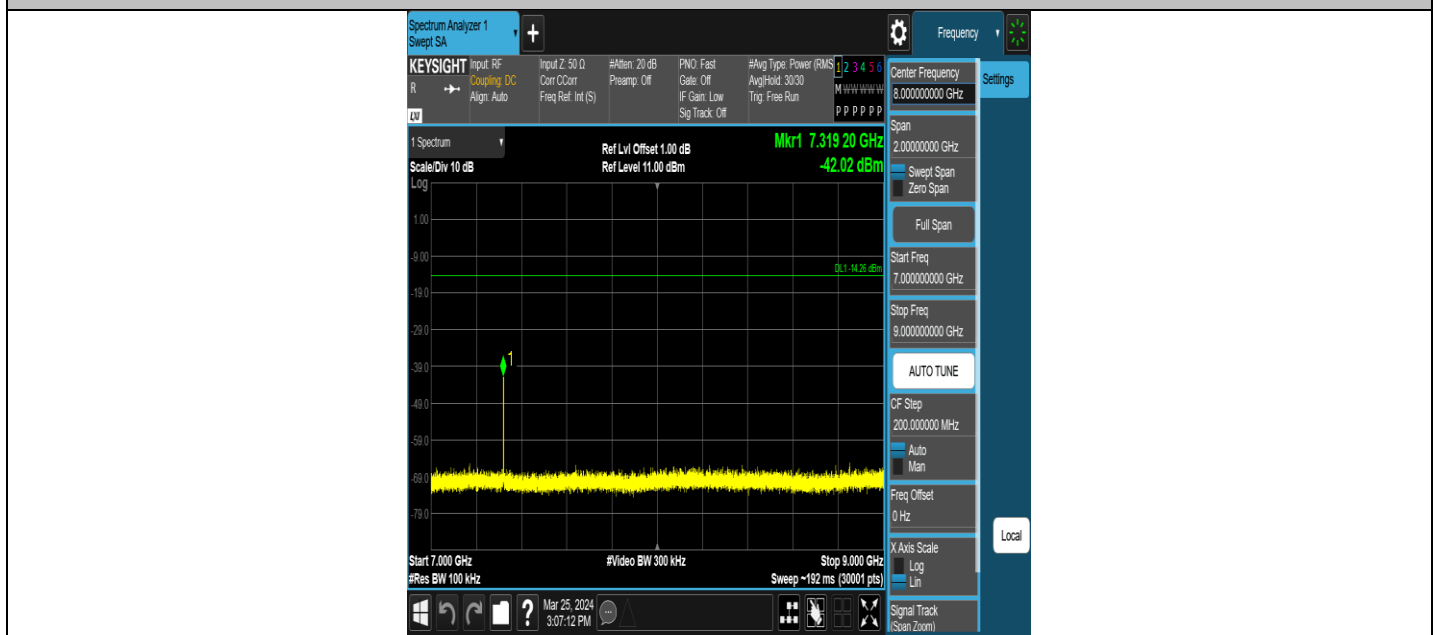 Spectrum Analyzer 1
Swept SA
+
Frequency
KEYSIGHT
R
LXI
Input: RF
Coupling: DC
Align: Auto
Input Z: 50 Ω
Corr CCorr
Freq Ref: Int (S)
#Atten: 20 dB
Preamp: Off
PNO: Fast
Gate: Off
IF Gain: Low
Sig Track: Off
#Avg Type: Power (RMS
Avg|Hold: 30/30
Trig: Free Run
1 2 3 4 5 6
M W W W W W
P P P P P P
1 Spectrum
Scale/Div 10 dB
Ref Lvl Offset 1.00 dB
Ref Level 11.00 dBm
Mkr1 7.319 20 GHz
-42.02 dBm
Log
1.00
-9.00
DL1 -14.26 dBm
-19.0
-29.0
1
-39.0
-49.0
-59.0
-69.0
-79.0
Start 7.000 GHz
#Res BW 100 kHz
#Video BW 300 kHz
Stop 9.000 GHz
Sweep ~192 ms (30001 pts)
?
Mar 25, 2024
3:07:12 PM
Center Frequency
8.000000000 GHz
Settings
Span
2.00000000 GHz
Swept Span
Zero Span
Full Span
Start Freq
7.000000000 GHz
Stop Freq
9.000000000 GHz
AUTO TUNE
CF Step
200.000000 MHz
Auto
Man
Freq Offset
0 Hz
X Axis Scale
Log
Lin
Local
Signal Track
(Span Zoom)